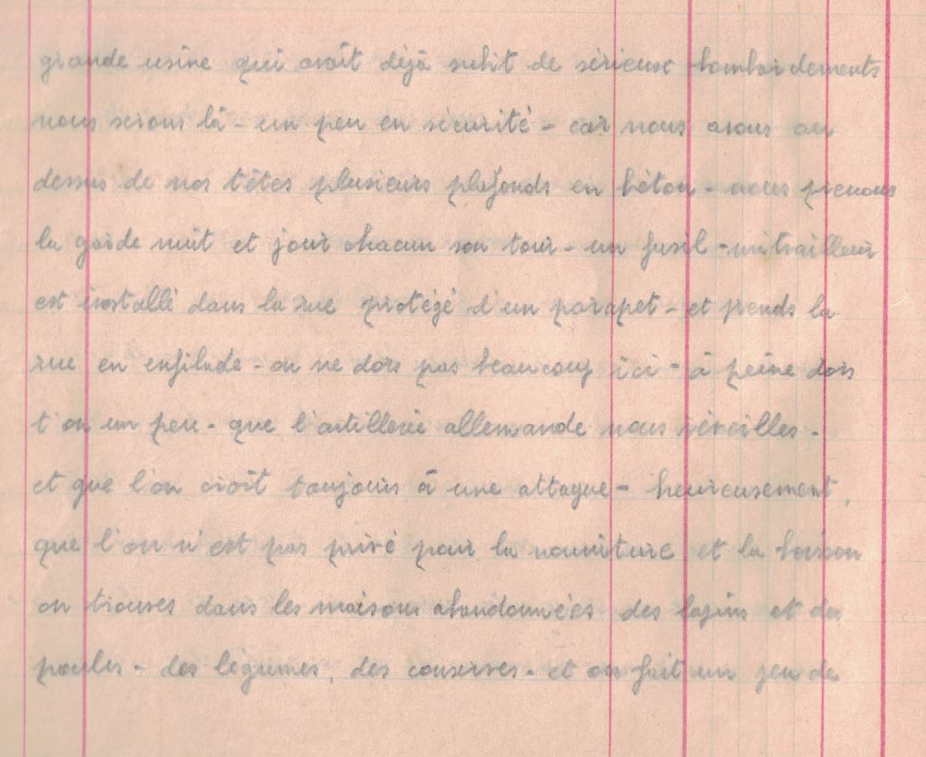 grande usine qui avait déjà subit de sérieux bombardements
nous serons là - un peu en sécurité - car nous avons au
dessus de nos têtes plusieurs plafonds en béton - nous prenons
la garde nuit et jour chacun son tour - un fusil - mitrailleur
est installé dans la rue protégé d'un parapet - et prends la
rue en enfilade - on ne dors pas beaucoup ici - à peine dors
t'on un peu - que l'artillerie allemande nous réveilles -
et que l'on croit toujours à une attaque - heureusement,
que l'on n'est pas privé pour la nourriture et la boisson
on trouves dans les maisons abandonnées des lapins et des
poules - des légumes, des conserves - et on fait un feu de